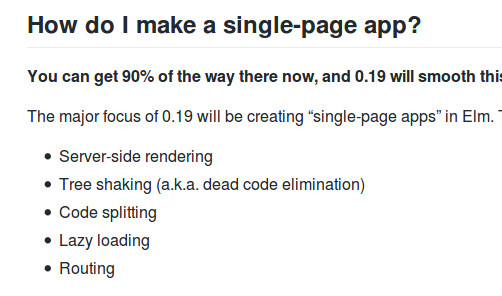 How do I make a single-page app?
You can get 90% of the way there now, and 0.19 will smooth this
The major focus of 0.19 will be creating “single-page apps” in Elm.
• Server-side rendering
• Tree shaking (a.k.a. dead code elimination)
• Code splitting
• Lazy loading
• Routing